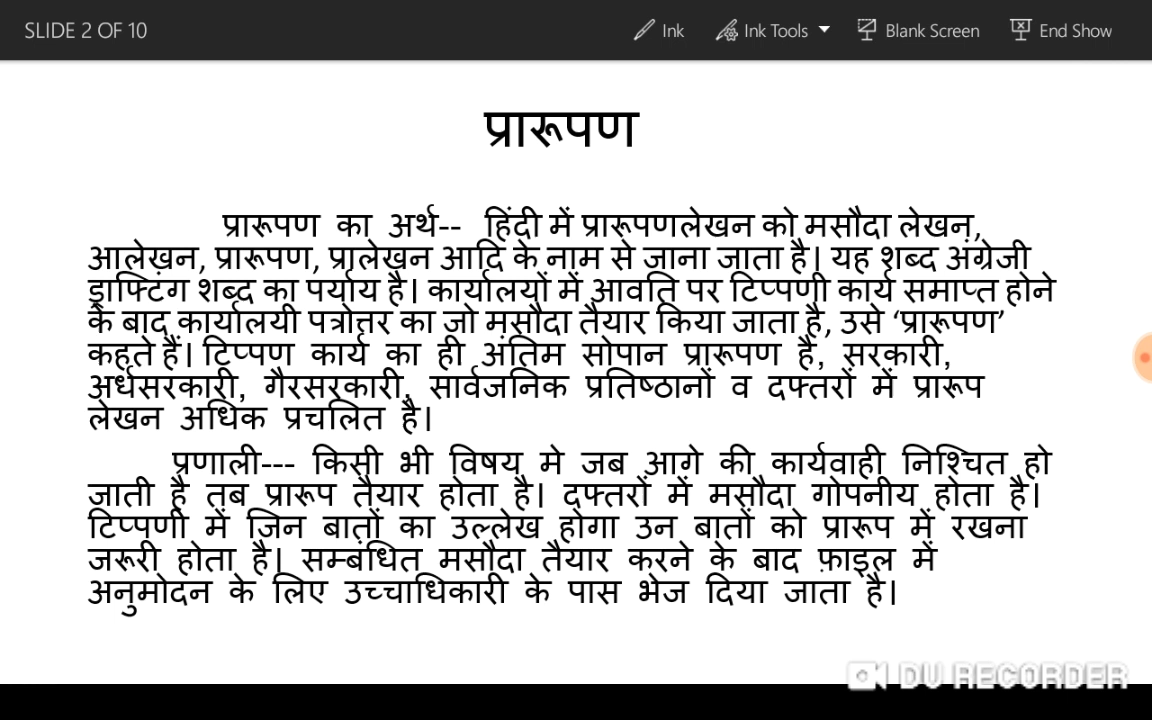 SLIDE 2 OF 10
Ink
Ink Tools
Blank Screen
End Show
प्रारूपण
प्रारूपण का अर्थ-- हिंदी में प्रारूपणलेखन को मसौदा लेखन,
आलेखन, प्रारूपण, प्रालेखन आदि के नाम से जाना जाता है। यह शब्द अंग्रेजी
ड्राफ्टिंग शब्द का पर्याय है। कार्यालयों में आवति पर टिप्पणी कार्य समाप्त होने
के बाद कार्यालयी पत्रोत्तर का जो मसौदा तैयार किया जाता है, उसे ‘प्रारूपण’
कहते हैं। टिप्पण कार्य का ही अंतिम सोपान प्रारूपण है, सरकारी,
अर्धसरकारी, गैरसरकारी, सार्वजनिक प्रतिष्ठानों व दफ्तरों में प्रारूप
लेखन अधिक प्रचलित है।
प्रणाली--- किसी भी विषय मे जब आगे की कार्यवाही निश्चित हो
जाती है तब प्रारूप तैयार होता है। दफ्तरों में मसौदा गोपनीय होता है।
टिप्पणी में जिन बातों का उल्लेख होगा उन बातों को प्रारूप में रखना
जरूरी होता है। सम्बंधित मसौदा तैयार करने के बाद फ़ाइल में
अनुमोदन के लिए उच्चाधिकारी के पास भेज दिया जाता है।
DU RECORDER